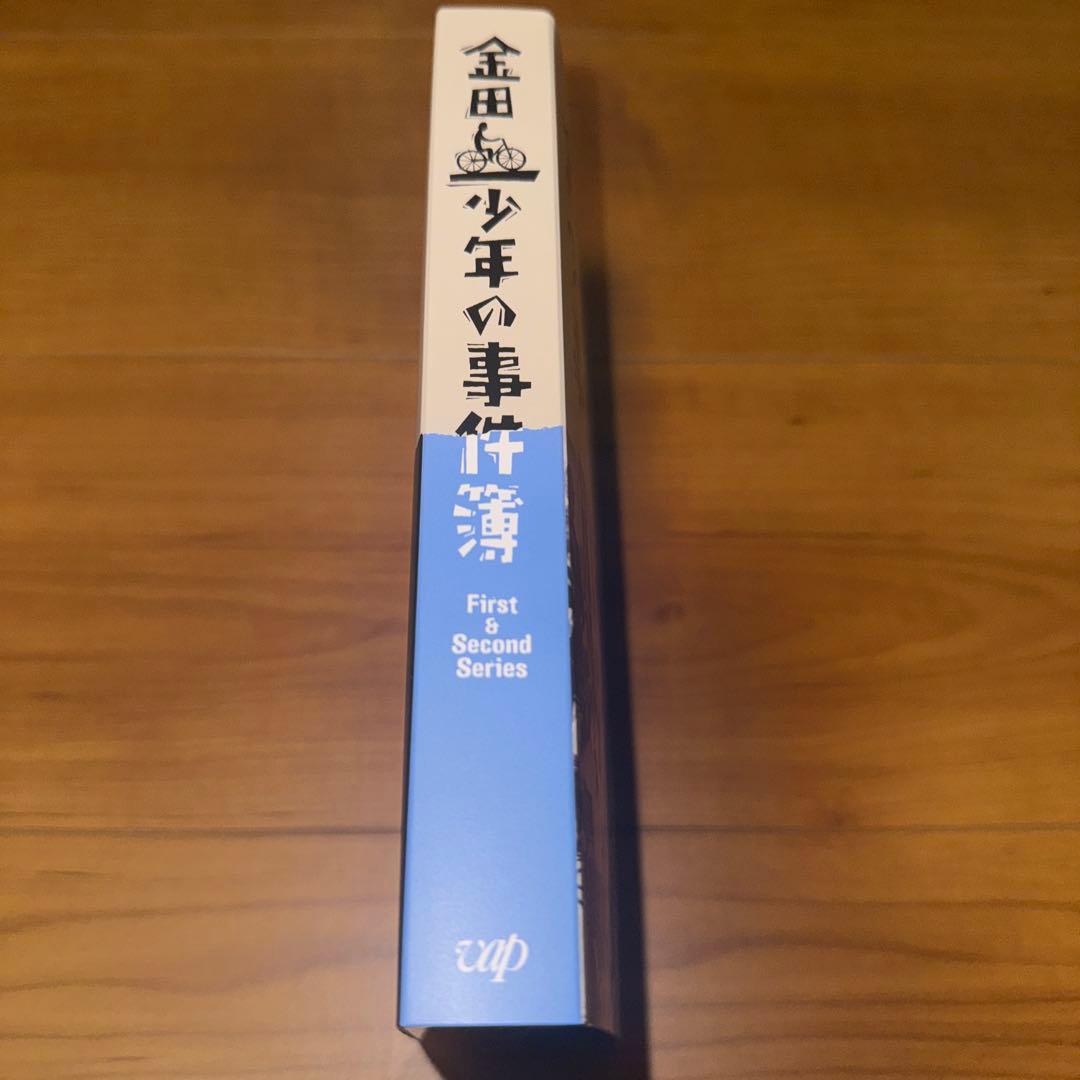 金田一少年の事件簿
First
&
Second
Series
vap